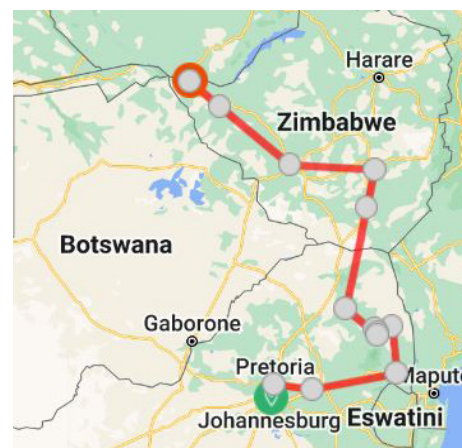 Harare
Zimbabwe
Botswana
Gaborone
Pretoria
Maputo
Johannesburg
Eswatini